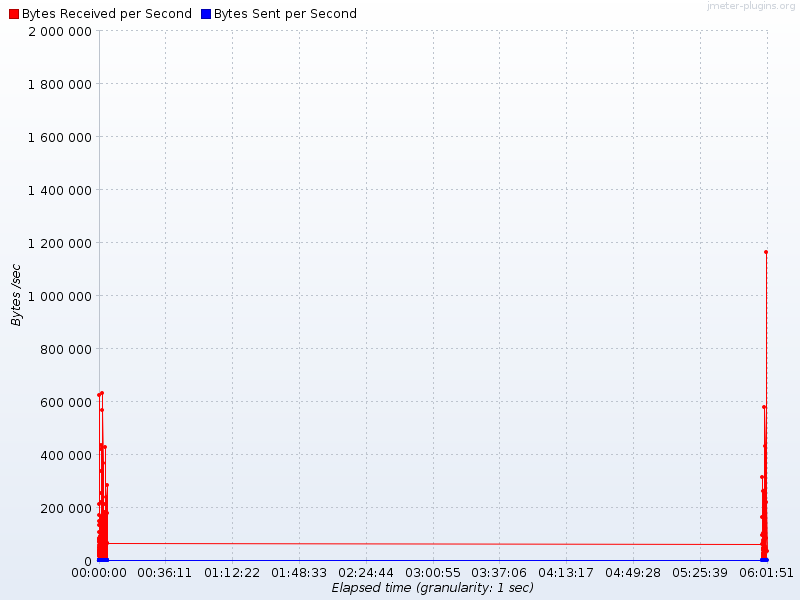 Bytes Received per Second Bytes Sent per Second
jmeter-plugins.org
2 000 000
1 800 000
1 600 000
1 400 000
1 200 000
1 000 000
800 000
600 000
400 000
200 000
0
Bytes /sec
00:00:00 00:36:11 01:12:22 01:48:33 02:24:44 03:00:55 03:37:06 04:13:17 04:49:28 05:25:39 06:01:51
Elapsed time (granularity: 1 sec)